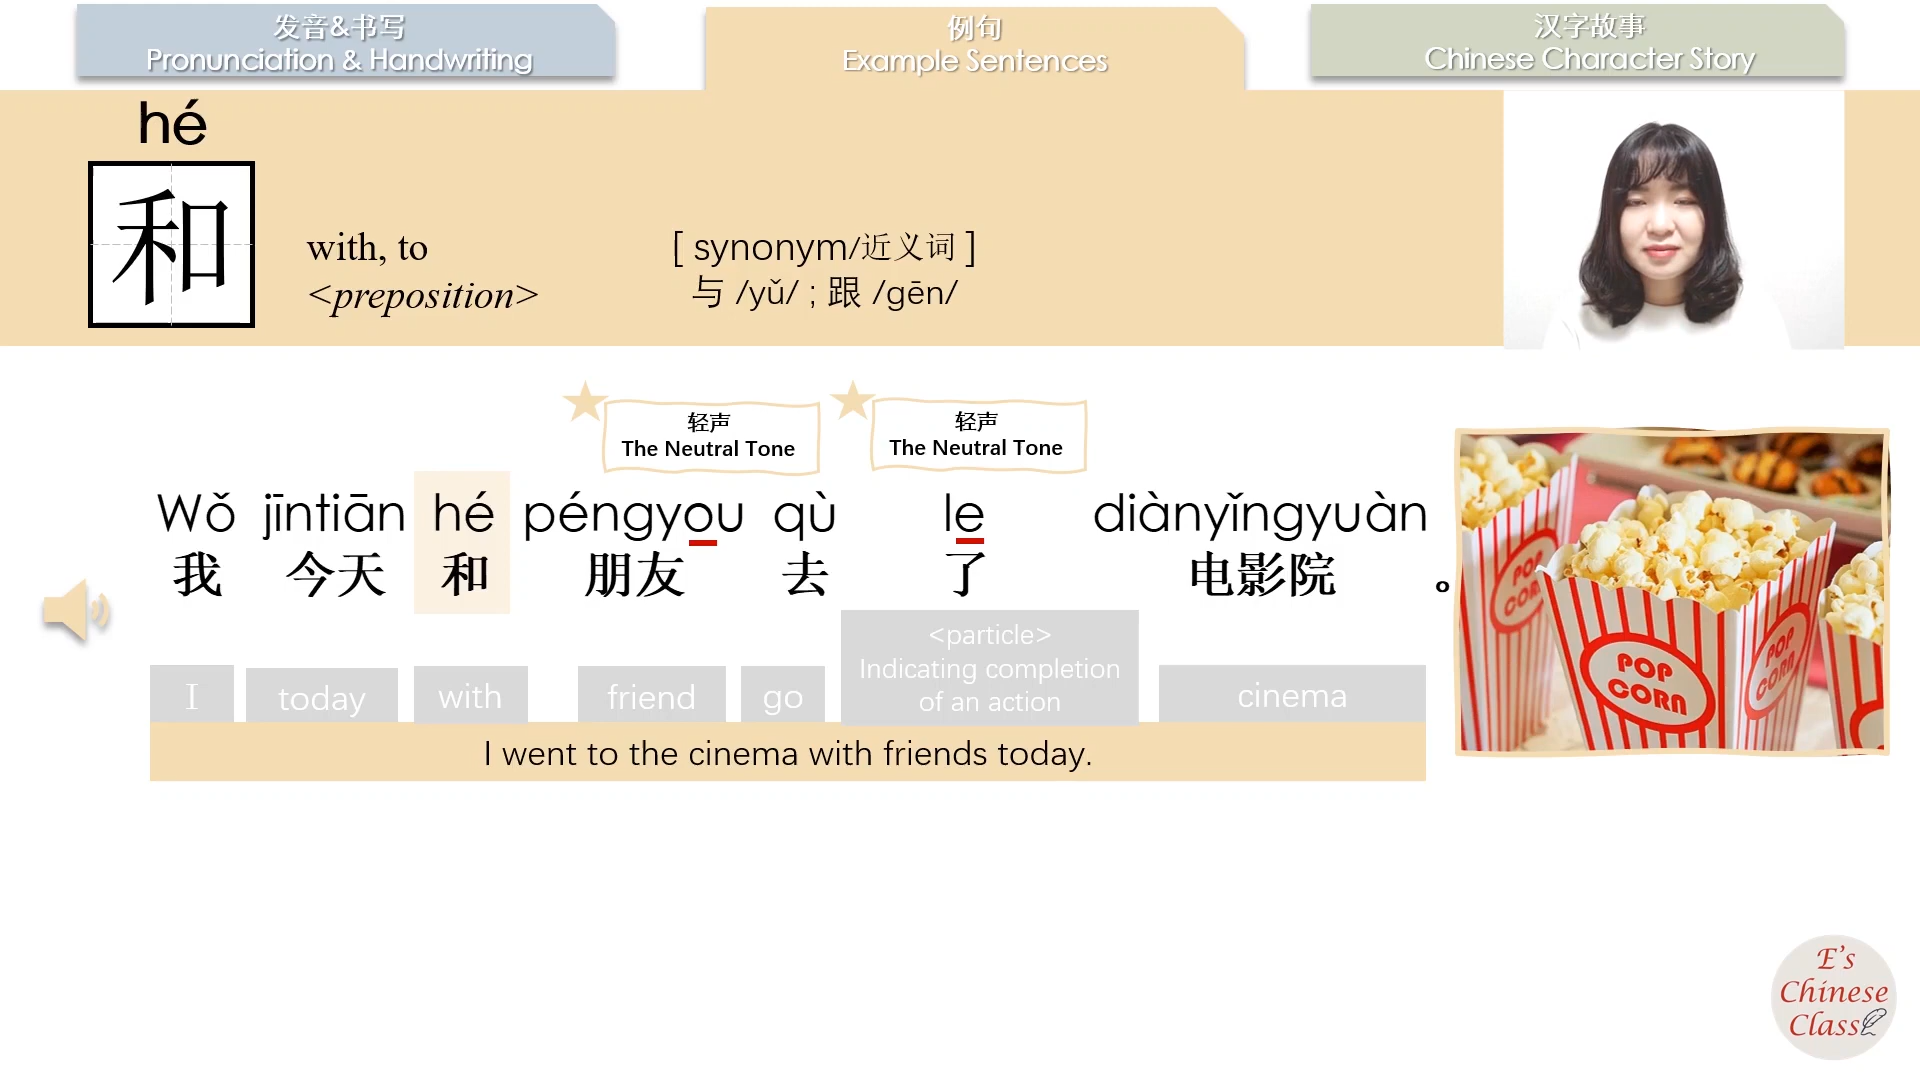 发音&书写
Pronunciation & Handwriting
例句
Example Sentences
汉字故事
Chinese Character Story
hé
和
with, to
<preposition>
[ synonym/近义词 ]
与 /yǔ/ ; 跟 /gēn/
轻声
The Neutral Tone
轻声
The Neutral Tone
Wǒ jīntiān hé péngyou qù le diànyǐngyuàn
我 今天 和 朋友 去 了 电影院 。
I today with friend go <particle> Indicating completion of an action cinema
I went to the cinema with friends today.
POP
CORN
POP
CORN
POP
CORN
E's
Chinese
Class